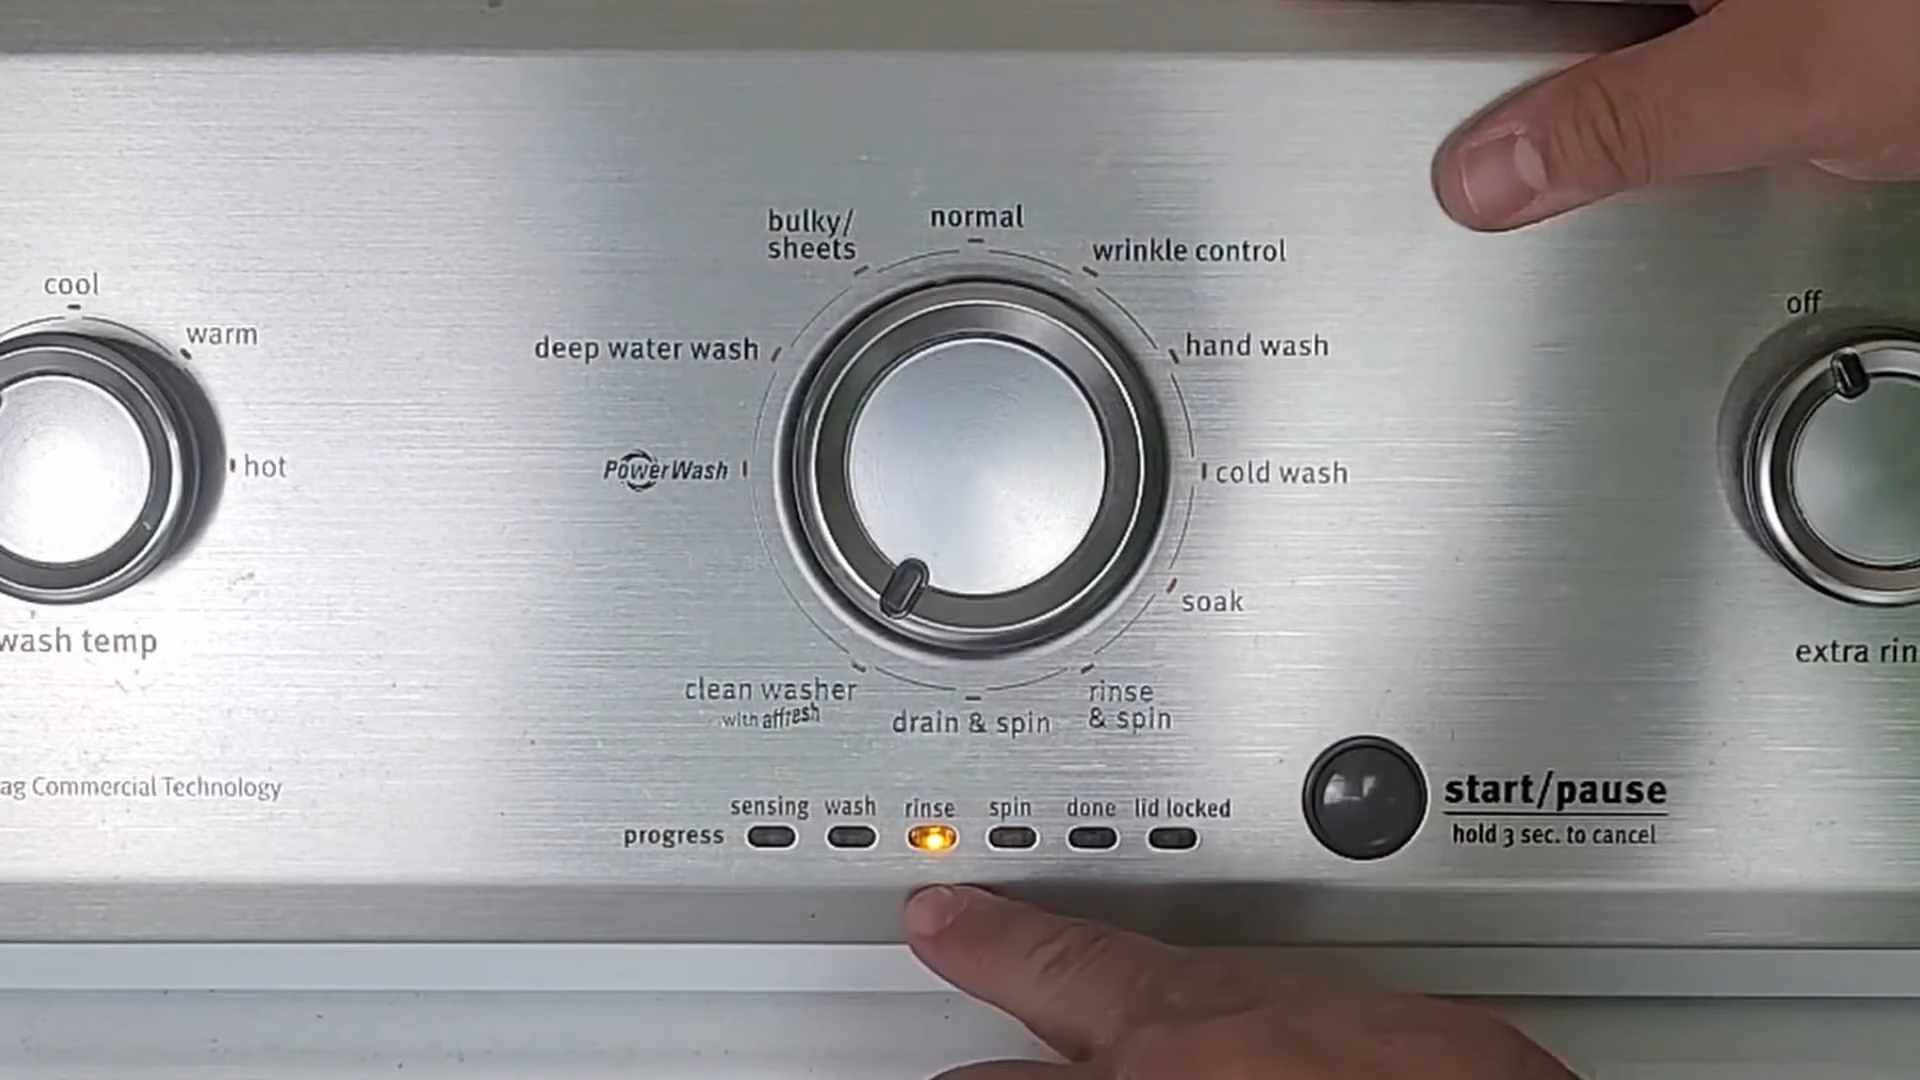 bulky/
sheets
normal
wrinkle control
cool
warm
deep water wash
hand wash
off
hot
PowerWash
cold wash
soak
wash temp
extra rin
clean washer
with affresh
drain & spin
rinse
& spin
ag Commercial Technology
sensing wash rinse spin done lid locked
progress
start/pause
hold 3 sec. to cancel